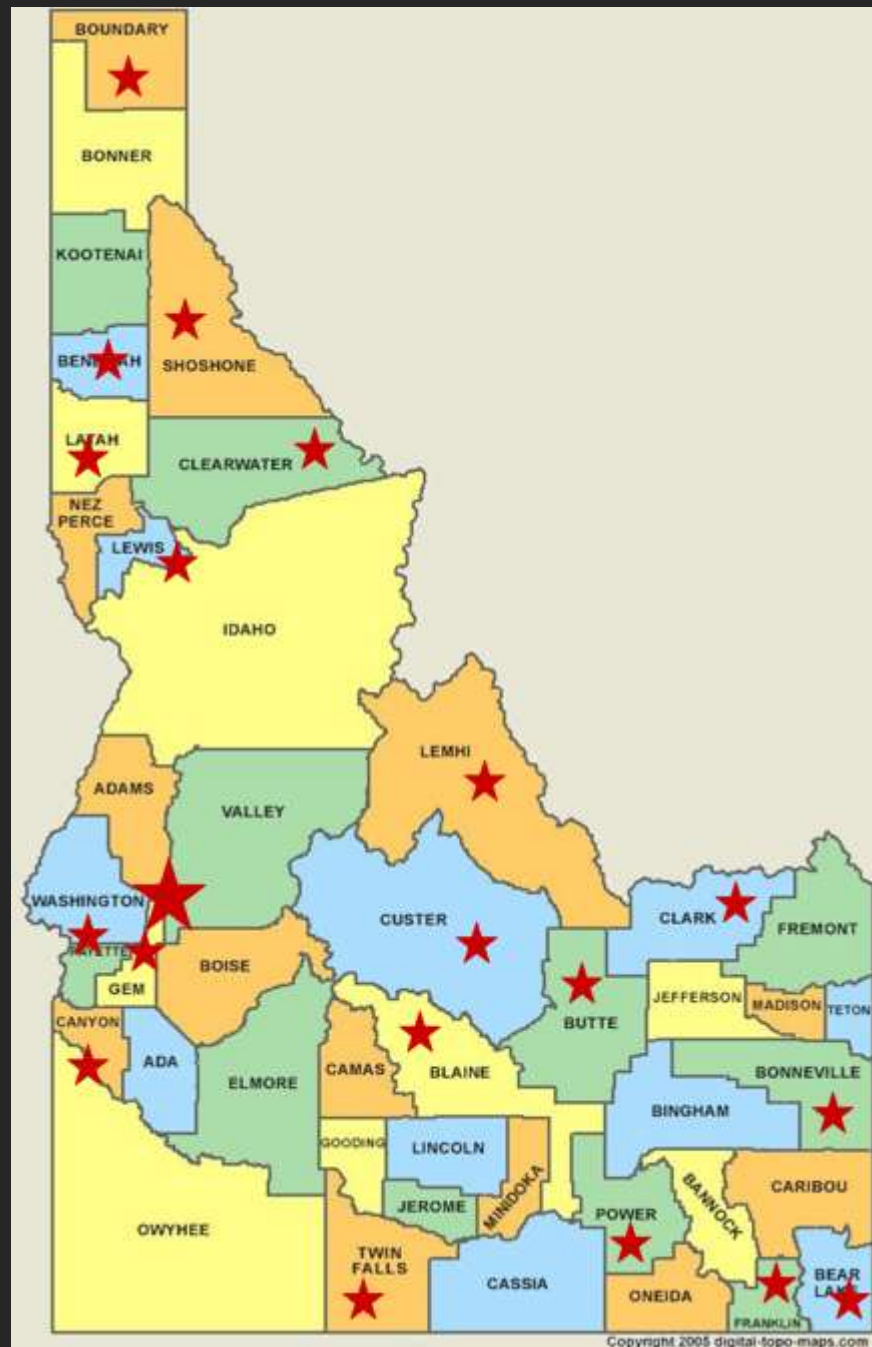 BOUNDARY
BONNER
KOOTENAI
SHOSHONE
LATAH
CLEARWATER
NEZ
PERCE
LEWIS
IDAHO
LEMHI
ADAMS
VALLEY
WASHINGTON
CUSTER
CLARK
FREMONT
BOISE
GEM
JEFFERSON
MADISON
TETON
CANYON
BUTTE
ADA
CAMAS
BLAINE
BONNEVILLE
ELMORE
BINGHAM
GOODING
LINCOLN
MINIDOKA
BANNOCK
CARIBOU
JEROME
POWER
OWYHEE
TWIN
FALLS
CASSIA
ONEIDA
BEAR
LAKE
FRANKLIN
Copyright 2005 digital-topo-maps.com